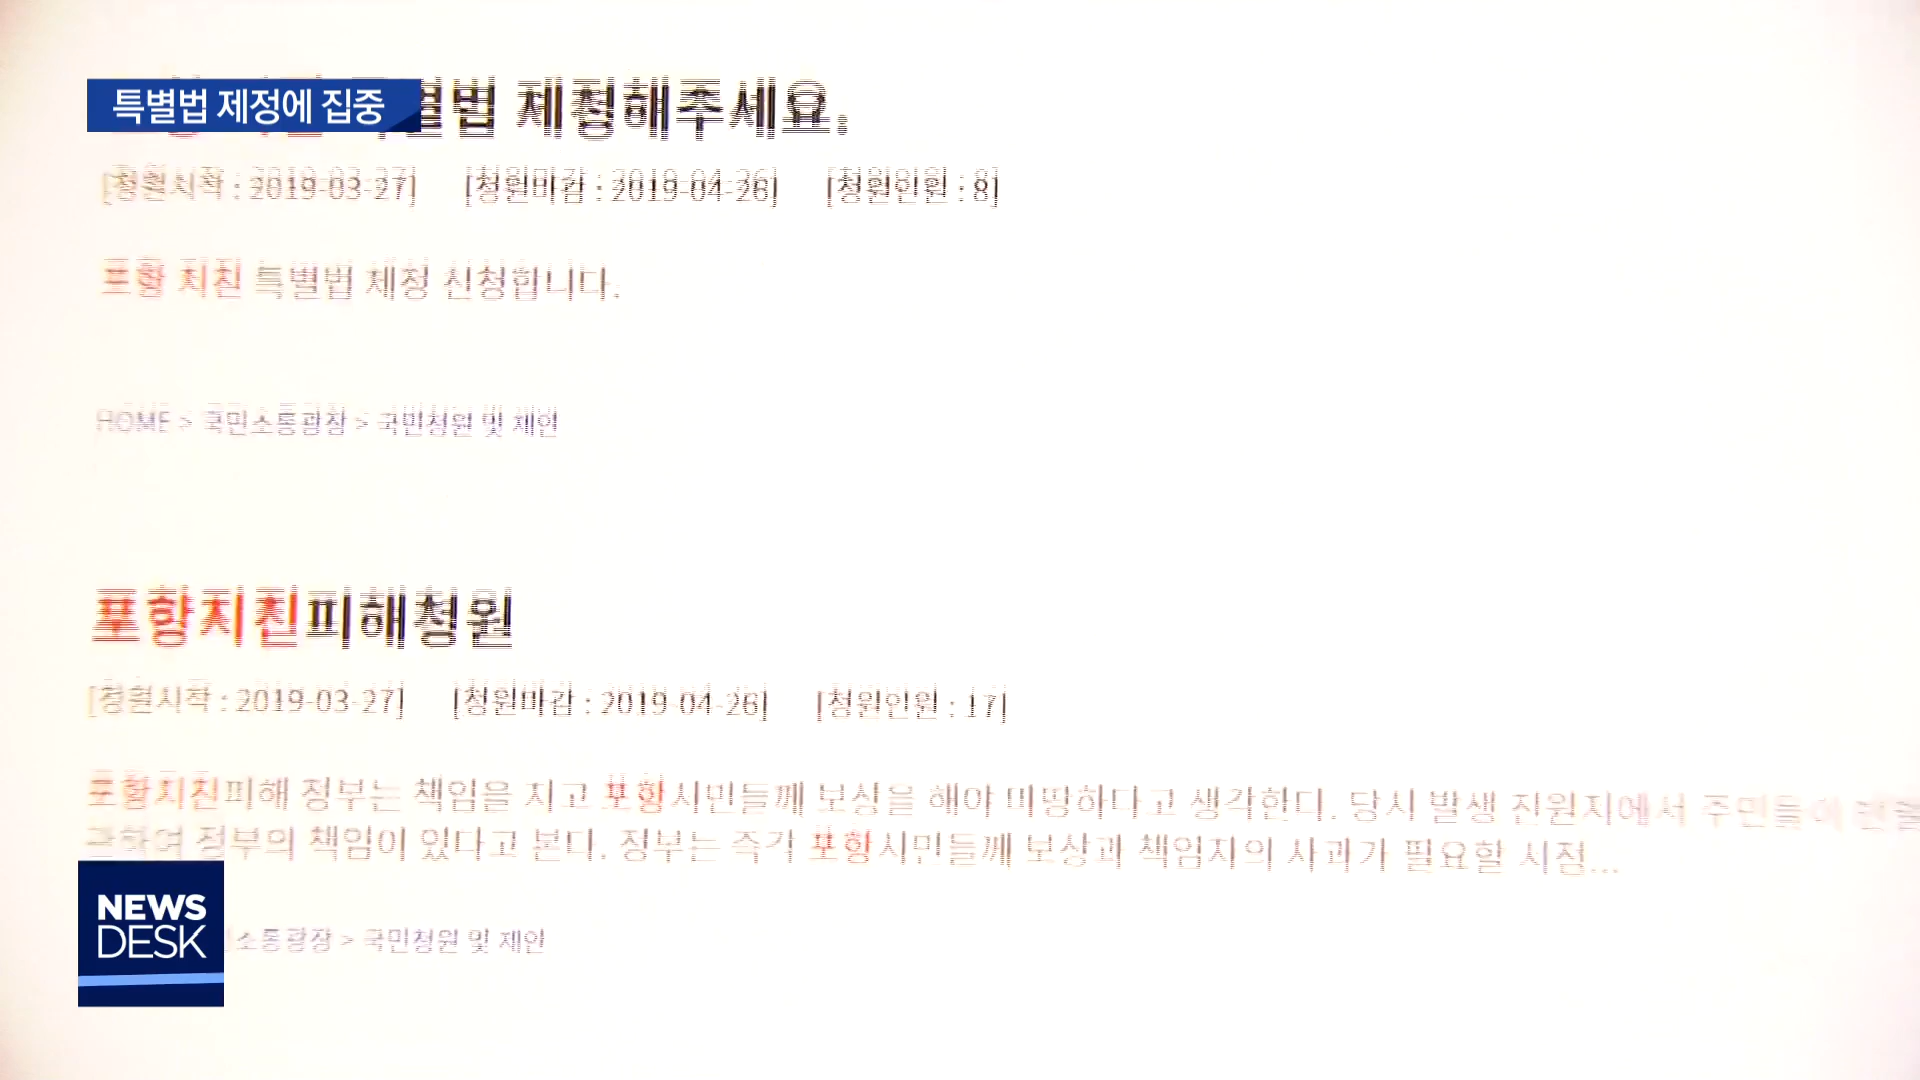 특별법 제정에 집중
별법 제정해주세요.
[청원시작 : 2019-03-27] [청원마감 : 2019-04-26] [청원인원 : 8]
포항 지진 특별법 제정 신청합니다.
HOME > 국민소통광장 > 국민청원 및 제안
포항지진피해청원
[청원시작 : 2019-03-27] [청원마감 : 2019-04-26] [청원인원 : 17]
포항지진피해 정부는 책임을 지고 포항시민들께 보상을 해야 마땅하다고 생각한다. 당시 발생 진원지에서 주민들이
관하여 정부의 책임이 있다고 본다. 정부는 즉각 포항시민들께 보상과 책임자의 사과가 필요할 시점...
소통광장 > 국민청원 및 제안
NEWS
DESK